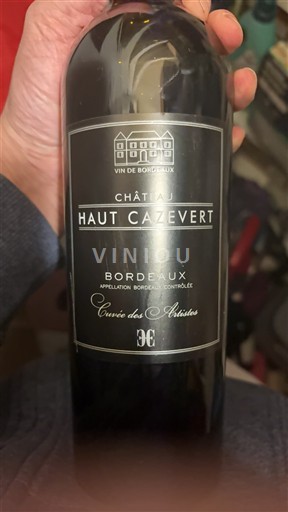 VIN DE BORDEAUX
CHÂTEAU
HAUT CAZEVERT
VINIOU
BORDEAUX
APPELLATION BORDEAUX CONTRÔLÉE
Cuvée des Artistes